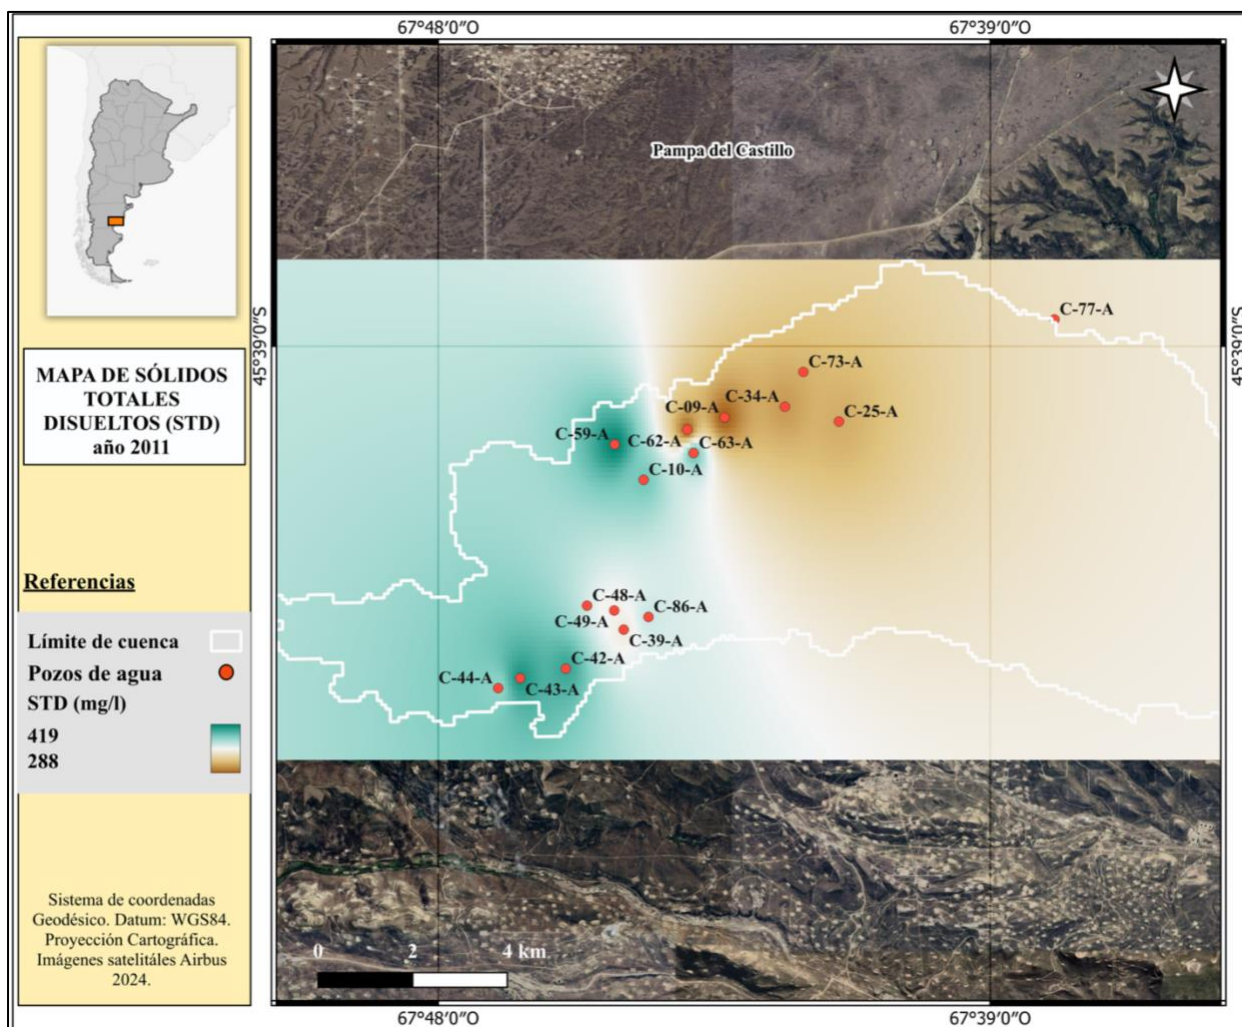 67°48'0"O
67°39'0"O
Pampa del Castillo
45°39'0"S
45°39'0"S
MAPA DE SÓLIDOS
TOTALES
DISUELTOS (STD)
año 2011
C-77-A
C-73-A
C-34-A
C-09-A
C-25-A
C-59-A
C-62-A
C-63-A
C-10-A
C-48-A
C-49-A
C-86-A
C-39-A
C-42-A
C-44-A
C-43-A
Referencias
Límite de cuenca
Pozos de agua
STD (mg/l)
419
288
Sistema de coordenadas
Geodésico. Datum: WGS84.
Proyección Cartográfica.
Imágenes satelitáles Airbus
2024.
0 2 4 km
67°48'0"O
67°39'0"O